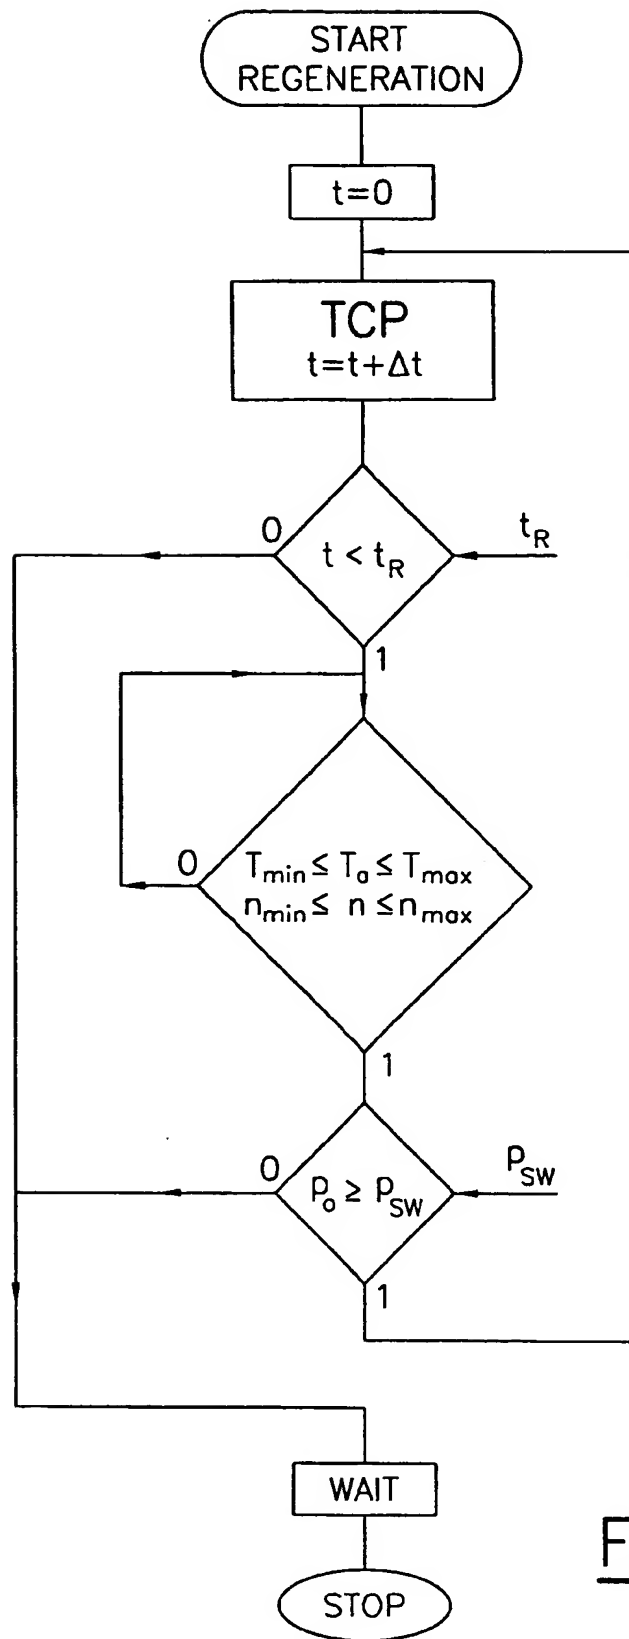 START
REGENERATION
t=0
TCP
t=t+Δt
0
t < t_R
t_R
1
0
T_min ≤ T_a ≤ T_max
n_min ≤ n ≤ n_max
1
0
p_o ≥ p_SW
p_SW
1
WAIT
F
STOP